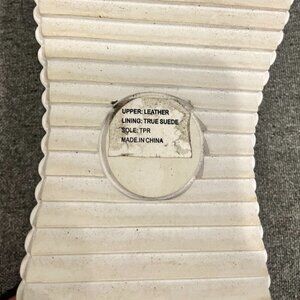 UPPER: LEATHER
LINING: TRUE SUEDE
SOLE: TPR
MADE IN CHINA